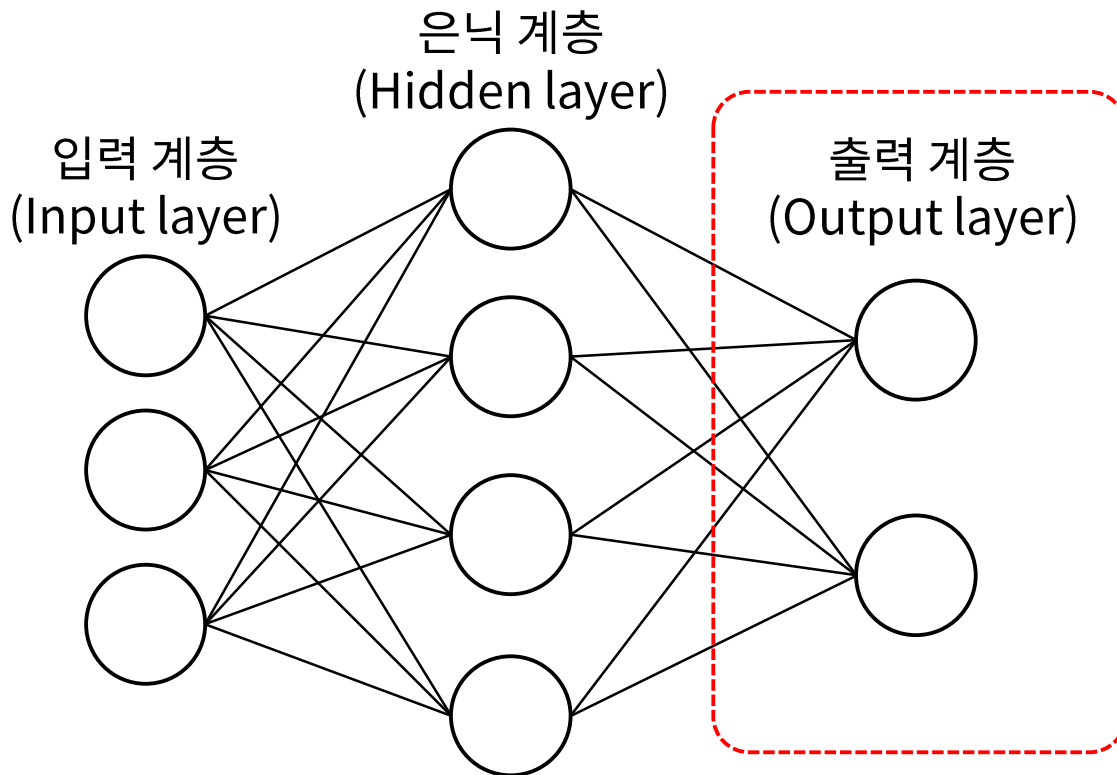 은닉 계층
(Hidden layer)
입력 계층
(Input layer)
출력 계층
(Output layer)